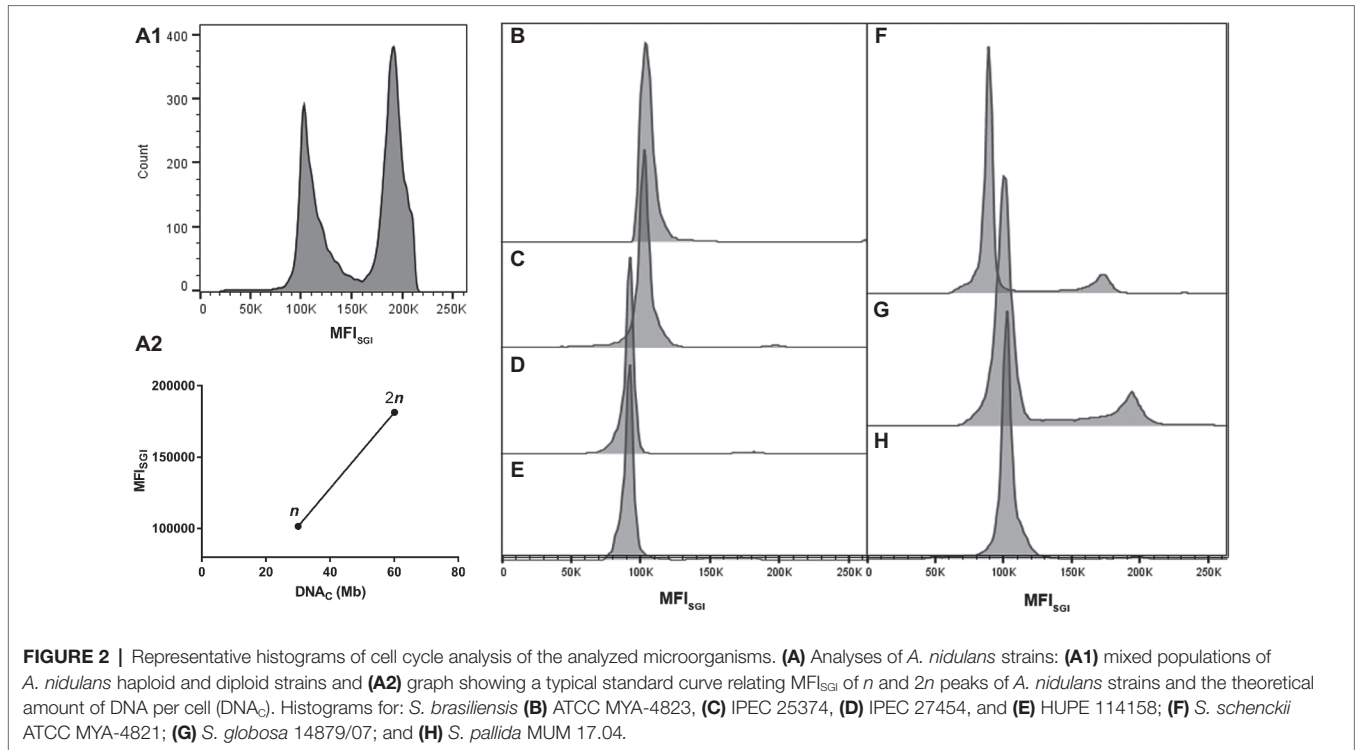 A1
400
300
200
100
0
Count
0 50K 100K 150K 200K 250K
MFISGI
A2
200000
150000
100000
MFISGI
n
2n
0 20 40 60 80
DNAC (Mb)
B
C
D
E
0 50K 100K 150K 200K 250K
MFISGI
F
G
H
0 50K 100K 150K 200K 250K
MFISGI
FIGURE 2 | Representative histograms of cell cycle analysis of the analyzed microorganisms. (A) Analyses of A. nidulans strains: (A1) mixed populations of
A. nidulans haploid and diploid strains and (A2) graph showing a typical standard curve relating MFISGI of n and 2n peaks of A. nidulans strains and the theoretical
amount of DNA per cell (DNAC). Histograms for: S. brasiliensis (B) ATCC MYA-4823, (C) IPEC 25374, (D) IPEC 27454, and (E) HUPE 114158; (F) S. schenckii
ATCC MYA-4821; (G) S. globosa 14879/07; and (H) S. pallida MUM 17.04.